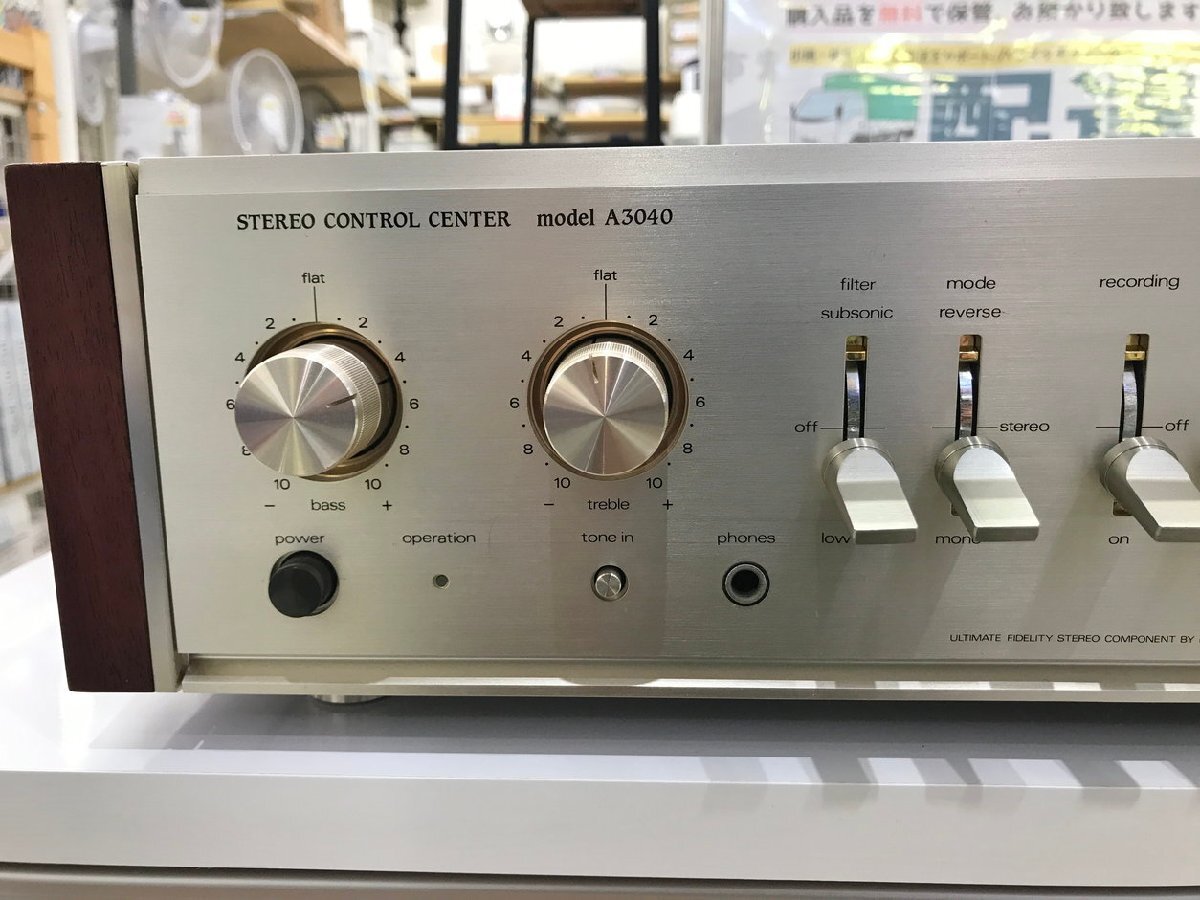 購入品を無料で保管、お預かり致します
配
STEREO CONTROL CENTER model A3040
flat
2 2
4 4
6 6
8 8
10 10
- bass +
flat
2 2
4 4
6 6
8 8
10 10
- treble +
filter
subsonic
off
low
mode
reverse
stereo
mono
recording
off
on
power
operation
tone in
phones
ULTIMATE FIDELITY STEREO COMPONENT BY